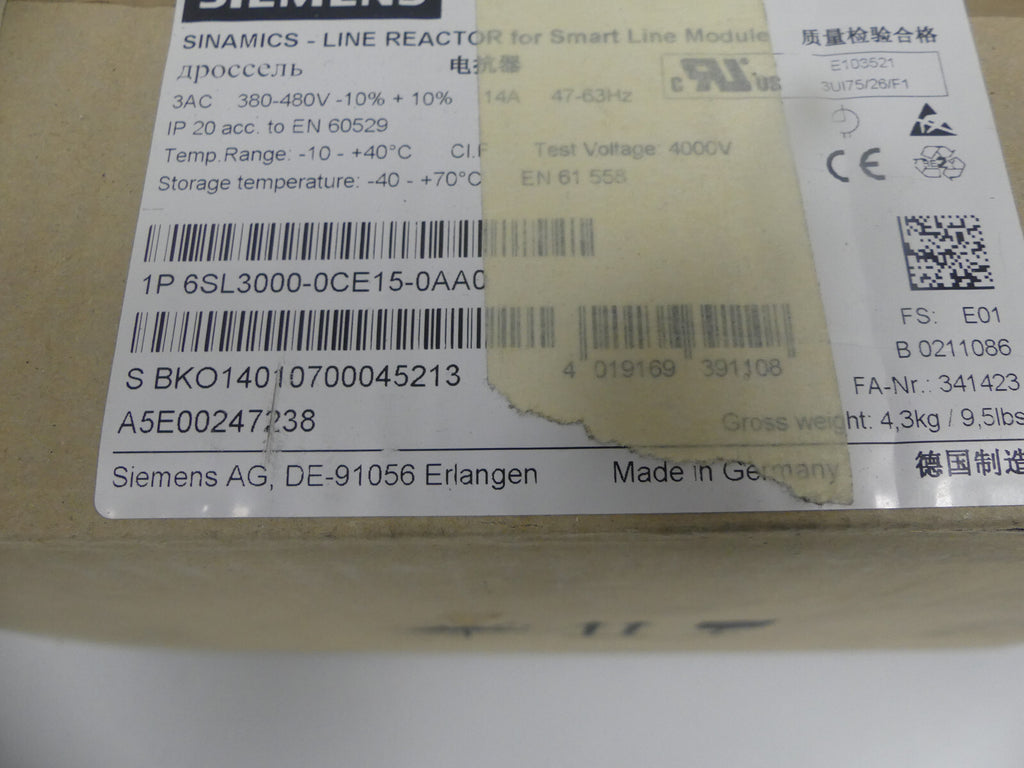 SIEMENS
SINAMICS - LINE REACTOR for Smart Line Module 质量检验合格
дроссель 电抗器 E103521
3UI75/26/F1
3AC 380-480V -10% + 10% 14A 47-63Hz
IP 20 acc. to EN 60529
Temp.Range: -10 - +40°C Cl.F Test Voltage: 4000V
Storage temperature: -40 - +70°C EN 61 558
1P 6SL3000-0CE15-0AA0
FS: E01
B 0211086
4 019169 391108
S BKO14010700045213
FA-Nr.: 341423
A5E00247238 Gross weight: 4,3kg / 9,5lbs
Siemens AG, DE-91056 Erlangen Made in Germany 德国制造